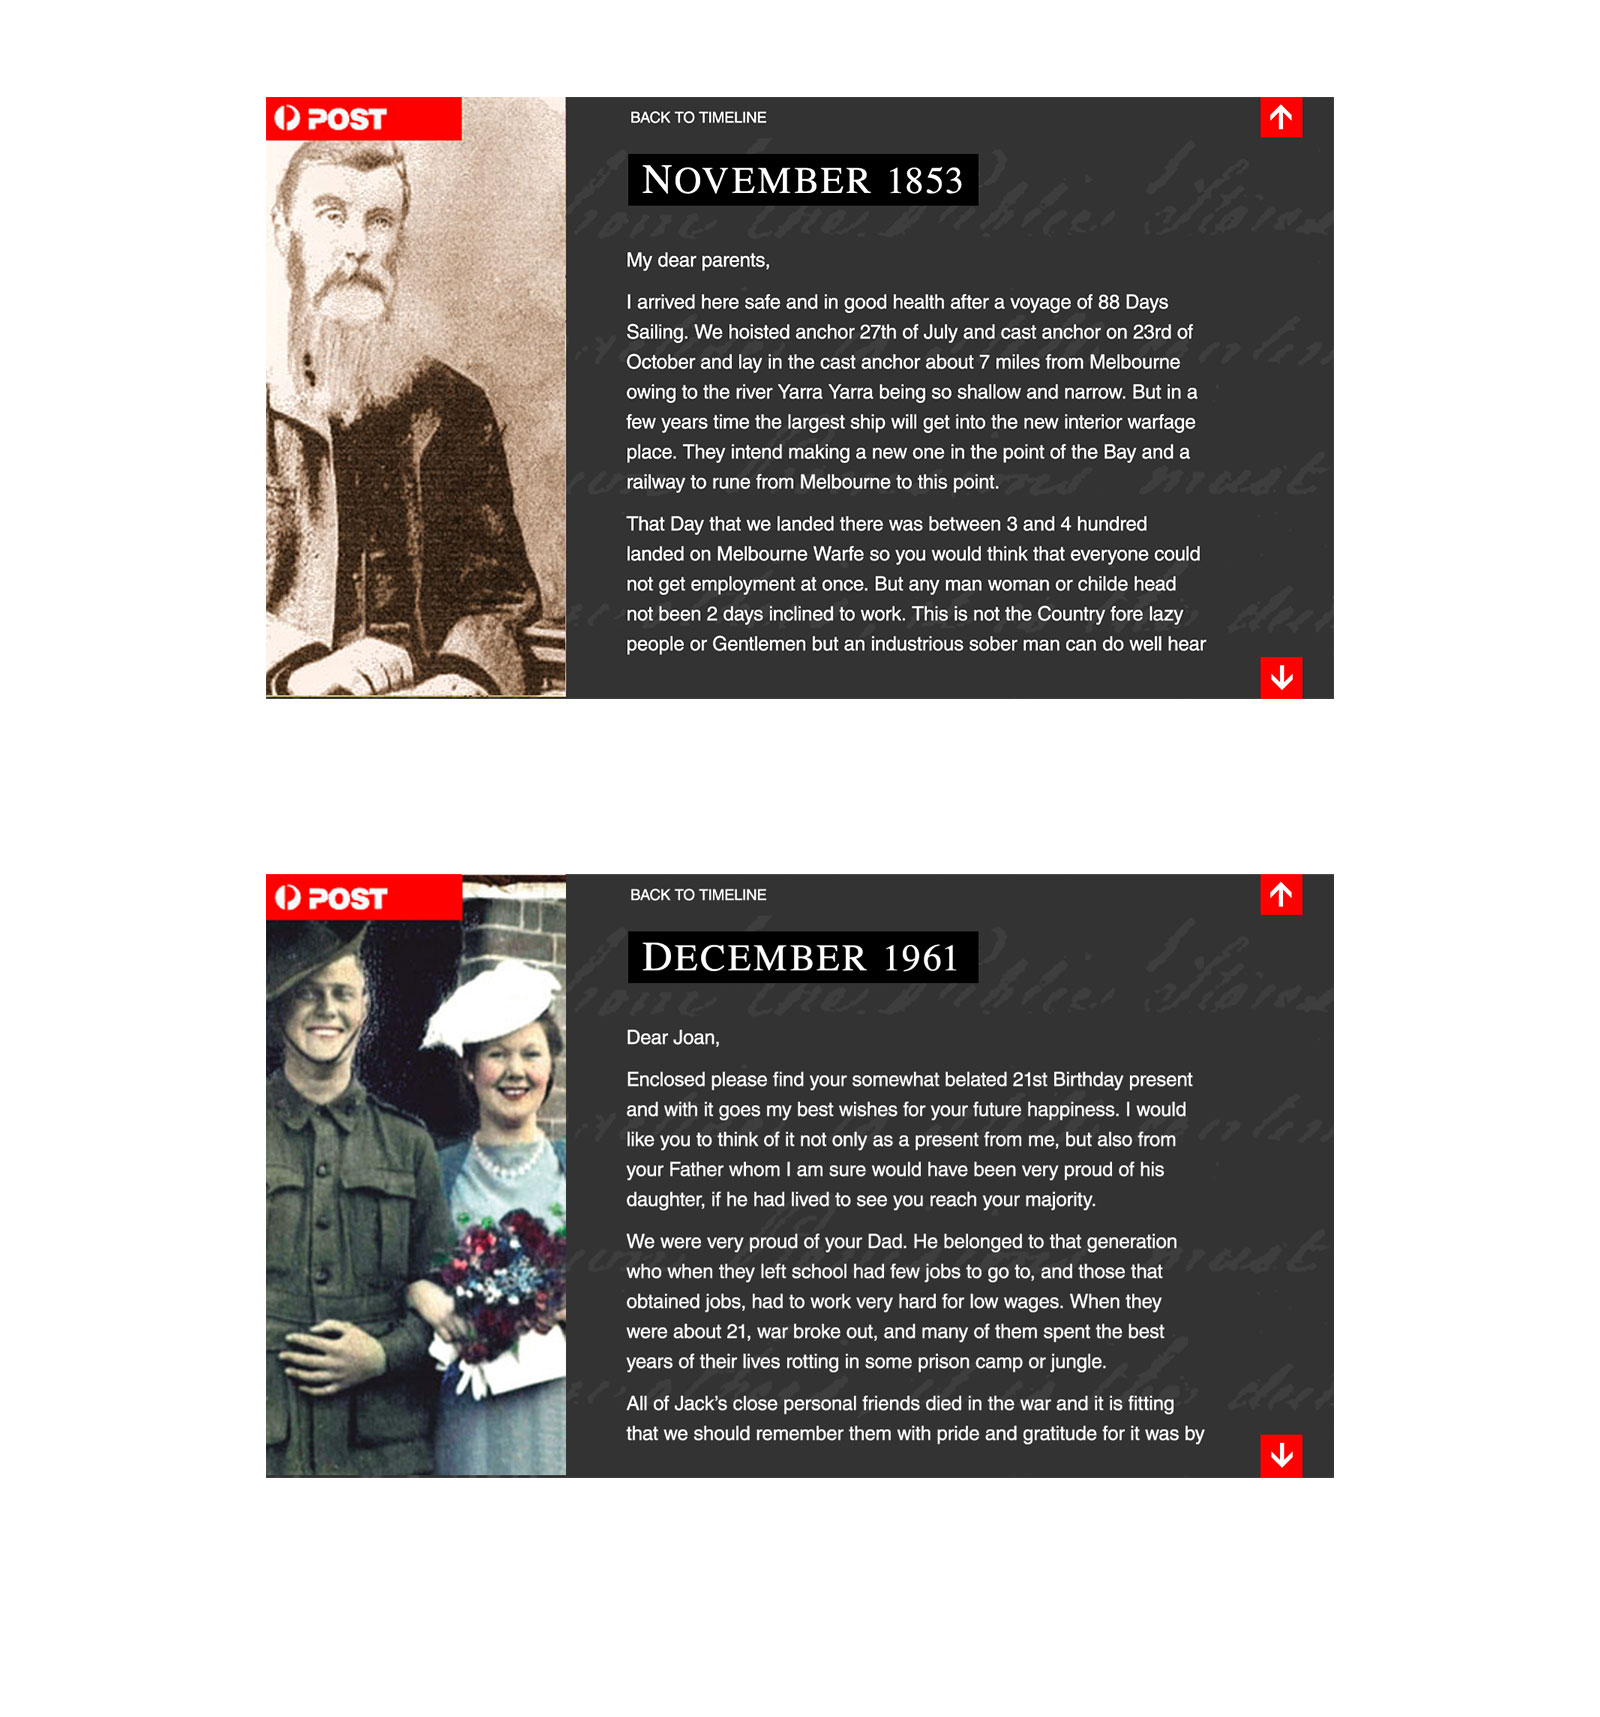 POST
BACK TO TIMELINE
NOVEMBER 1853
My dear parents,
I arrived here safe and in good health after a voyage of 88 Days
Sailing. We hoisted anchor 27th of July and cast anchor on 23rd of
October and lay in the cast anchor about 7 miles from Melbourne
owing to the river Yarra Yarra being so shallow and narrow. But in a
few years time the largest ship will get into the new interior warfage
place. They intend making a new one in the point of the Bay and a
railway to rune from Melbourne to this point.
That Day that we landed there was between 3 and 4 hundred
landed on Melbourne Warfe so you would think that everyone could
not get employment at once. But any man woman or childe head
not been 2 days inclined to work. This is not the Country fore lazy
people or Gentlemen but an industrious sober man can do well hear
POST
BACK TO TIMELINE
DECEMBER 1961
Dear Joan,
Enclosed please find your somewhat belated 21st Birthday present
and with it goes my best wishes for your future happiness. I would
like you to think of it not only as a present from me, but also from
your Father whom I am sure would have been very proud of his
daughter, if he had lived to see you reach your majority.
We were very proud of your Dad. He belonged to that generation
who when they left school had few jobs to go to, and those that
obtained jobs, had to work very hard for low wages. When they
were about 21, war broke out, and many of them spent the best
years of their lives rotting in some prison camp or jungle.
All of Jack's close personal friends died in the war and it is fitting
that we should remember them with pride and gratitude for it was by